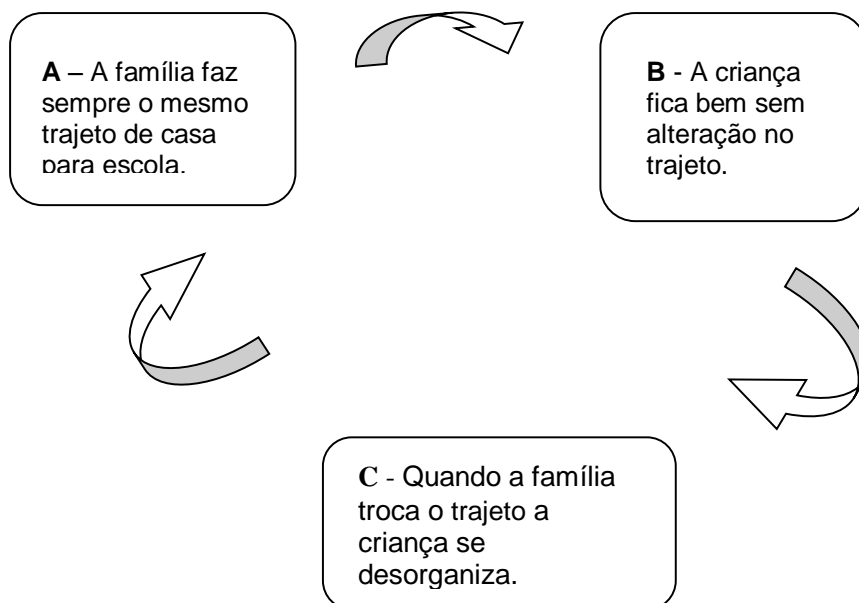 A – A família faz
sempre o mesmo
trajeto de casa
para escola.
B - A criança
fica bem sem
alteração no
trajeto.
C - Quando a família
troca o trajeto a
criança se
desorganiza.